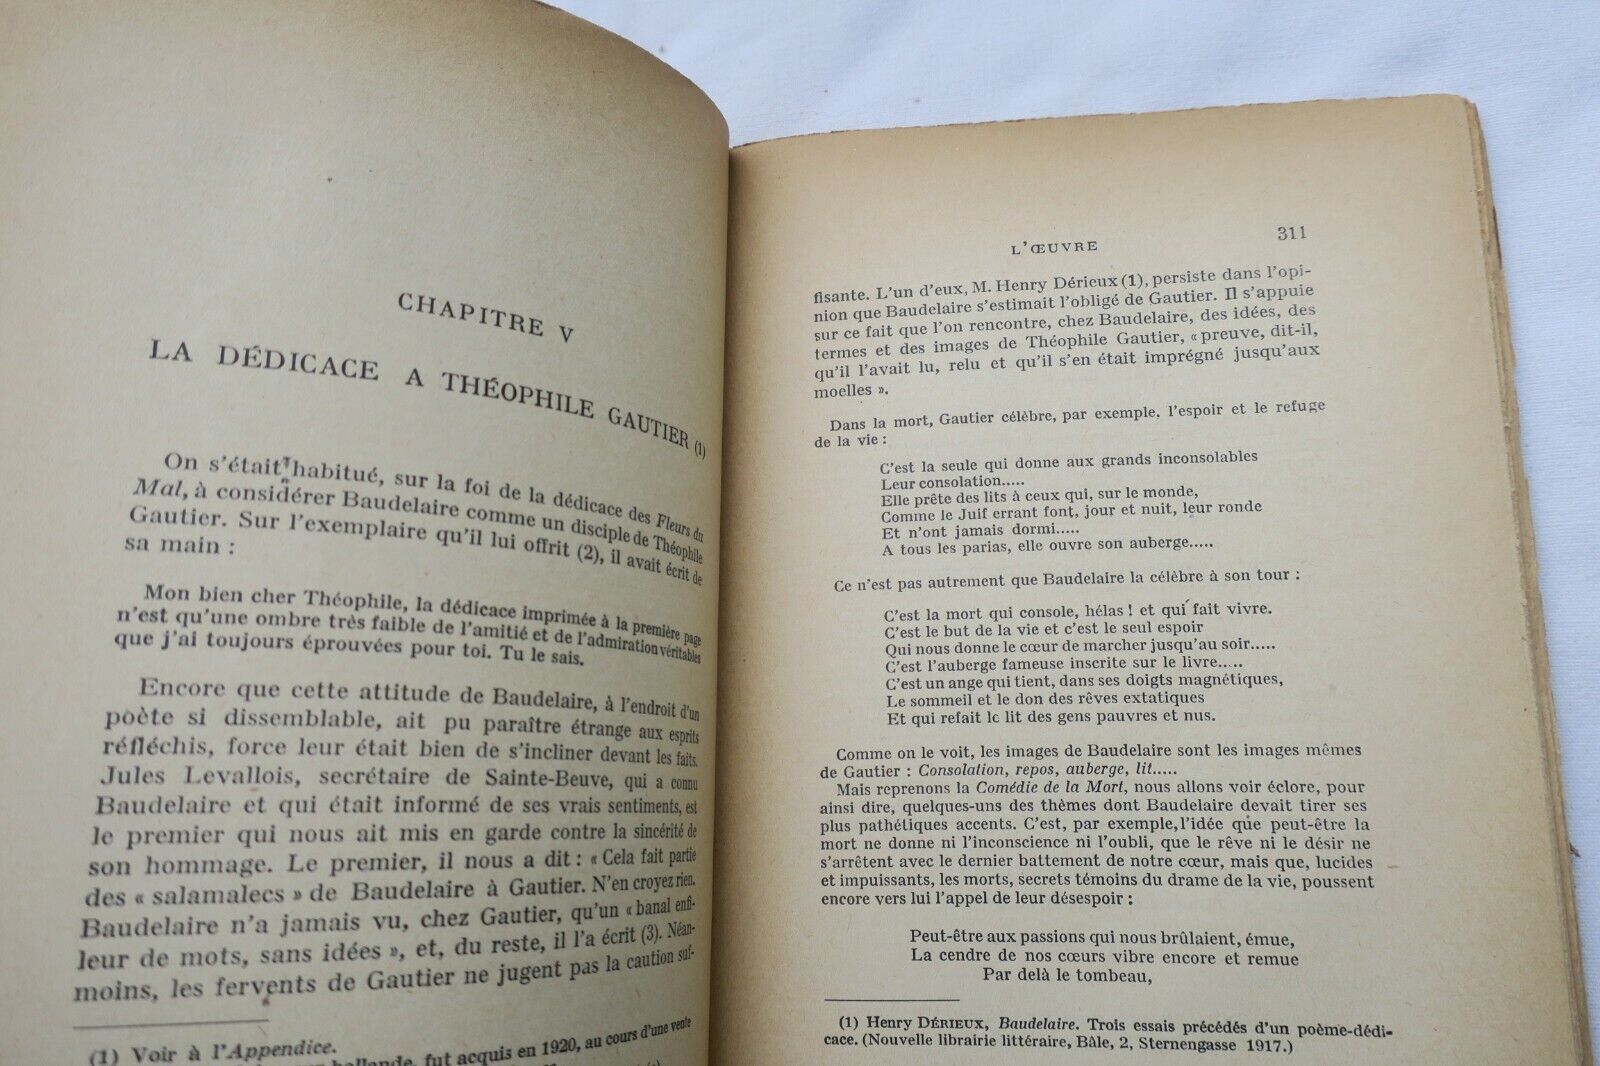 CHAPITRE V
LA DÉDICACE A THÉOPHILE GAUTIER (1)
On s'était habitué, sur la foi de la dédicace des Fleurs du
Mal, à considérer Baudelaire comme un disciple de Théophile
Gautier. Sur l'exemplaire qu'il lui offrit (2), il avait écrit de
sa main :
Mon bien cher Théophile, la dédicace imprimée à la première page
n'est qu'une ombre très faible de l'amitié et de l'admiration véritables
que j'ai toujours éprouvées pour toi. Tu le sais.
Encore que cette attitude de Baudelaire, à l'endroit d'un
poète si dissemblable, ait pu paraître étrange aux esprits
réfléchis, force leur était bien de s'incliner devant les faits.
Jules Levallois, secrétaire de Sainte-Beuve, qui a connu
Baudelaire et qui était informé de ses vrais sentiments, est
le premier qui nous ait mis en garde contre la sincérité de
son hommage. Le premier, il nous a dit : « Cela fait partie
des « salamalecs » de Baudelaire à Gautier. N'en croyez rien.
Baudelaire n'a jamais vu, chez Gautier, qu'un « banal enfi-
leur de mots, sans idées », et, du reste, il l'a écrit (3). Néan-
moins, les fervents de Gautier ne jugent pas la caution suf-
(1) Voir à l'Appendice.
hollande, fut acquis en 1920, au cours d'une vente
L'ŒUVRE
311
fisante. L'un d'eux, M. Henry Dérieux (1), persiste dans l'opi-
nion que Baudelaire s'estimait l'obligé de Gautier. Il s'appuie
sur ce fait que l'on rencontre, chez Baudelaire, des idées, des
termes et des images de Théophile Gautier, « preuve, dit-il,
qu'il l'avait lu, relu et qu'il s'en était imprégné jusqu'aux
moelles ».
Dans la mort, Gautier célèbre, par exemple, l'espoir et le refuge
de la vie :
C'est la seule qui donne aux grands inconsolables
Leur consolation.....
Elle prête des lits à ceux qui, sur le monde,
Comme le Juif errant font, jour et nuit, leur ronde
Et n'ont jamais dormi.....
A tous les parias, elle ouvre son auberge.....
Ce n'est pas autrement que Baudelaire la célèbre à son tour :
C'est la mort qui console, hélas ! et qui fait vivre.
C'est le but de la vie et c'est le seul espoir
Qui nous donne le cœur de marcher jusqu'au soir.....
C'est l'auberge fameuse inscrite sur le livre.....
C'est un ange qui tient, dans ses doigts magnétiques,
Le sommeil et le don des rêves extatiques
Et qui refait le lit des gens pauvres et nus.
Comme on le voit, les images de Baudelaire sont les images mêmes
de Gautier : Consolation, repos, auberge, lit.....
Mais reprenons la Comédie de la Mort, nous allons voir éclore, pour
ainsi dire, quelques-uns des thèmes dont Baudelaire devait tirer ses
plus pathétiques accents. C'est, par exemple, l'idée que peut-être la
mort ne donne ni l'inconscience ni l'oubli, que le rêve ni le désir ne
s'arrêtent avec le dernier battement de notre cœur, mais que, lucides
et impuissants, les morts, secrets témoins du drame de la vie, poussent
encore vers lui l'appel de leur désespoir :
Peut-être aux passions qui nous brûlaient, émue,
La cendre de nos cœurs vibre encore et remue
Par delà le tombeau,
(1) Henry DÉRIEUX, Baudelaire. Trois essais précédés d'un poème-dédi-
cace. (Nouvelle librairie littéraire, Bâle, 2, Sternengasse 1917.)